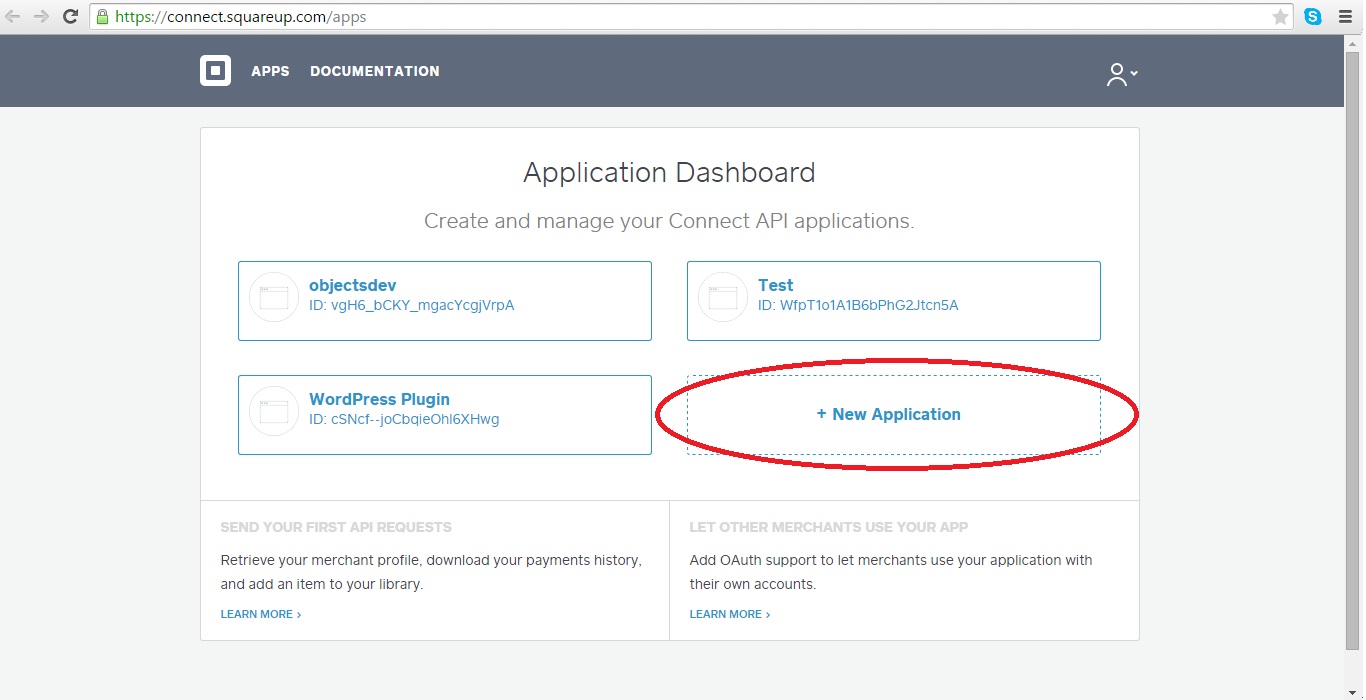 https://connect.squareup.com/apps
APPS DOCUMENTATION
Application Dashboard
Create and manage your Connect API applications.
objectsdev
ID: vgH6_bCKY_mgacYcgjVrpA
Test
ID: WfpT1o1A1B6bPhG2Jtcn5A
WordPress Plugin
ID: cSNcf--joCbqieOhl6XHwg
+ New Application
SEND YOUR FIRST API REQUESTS
Retrieve your merchant profile, download your payments history,
and add an item to your library.
LEARN MORE >
LET OTHER MERCHANTS USE YOUR APP
Add OAuth support to let merchants use your application with
their own accounts.
LEARN MORE >